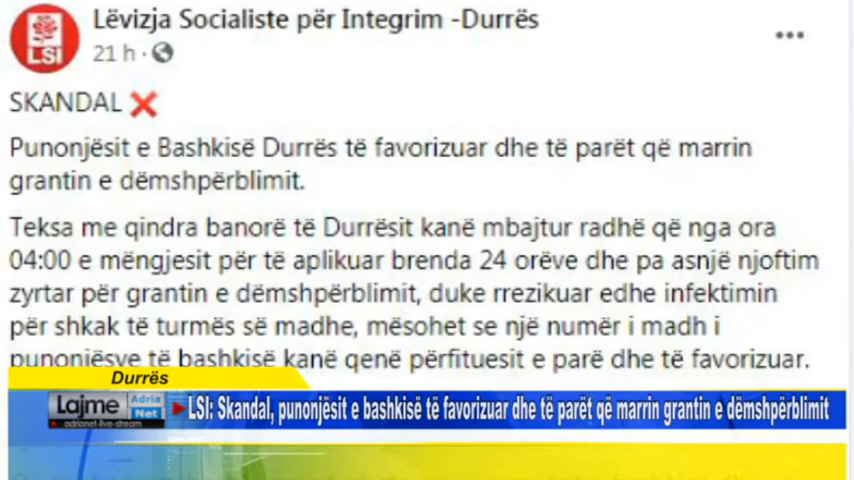 Lëvizja Socialiste për Integrim -Durrës
LSI
21 h ·
SKANDAL ❌
Punonjësit e Bashkisë Durrës të favorizuar dhe të parët që marrin
grantin e dëmshpërblimit.
Teksa me qindra banorë të Durrësit kanë mbajtur radhë që nga ora
04:00 e mëngjesit për të aplikuar brenda 24 orëve dhe pa asnjë njoftim
zyrtar për grantin e dëmshpërblimit, duke rrezikuar edhe infektimin
për shkak të turmës së madhe, mësohet se një numër i madh i
punonjësve të bashkisë kanë qenë përfituesit e parë dhe të favorizuar.
Durrës
Lajme Adria Net
adrianet-live-stream
LSI: Skandal, punonjësit e bashkisë të favorizuar dhe të parët që marrin grantin e dëmshpërblimit